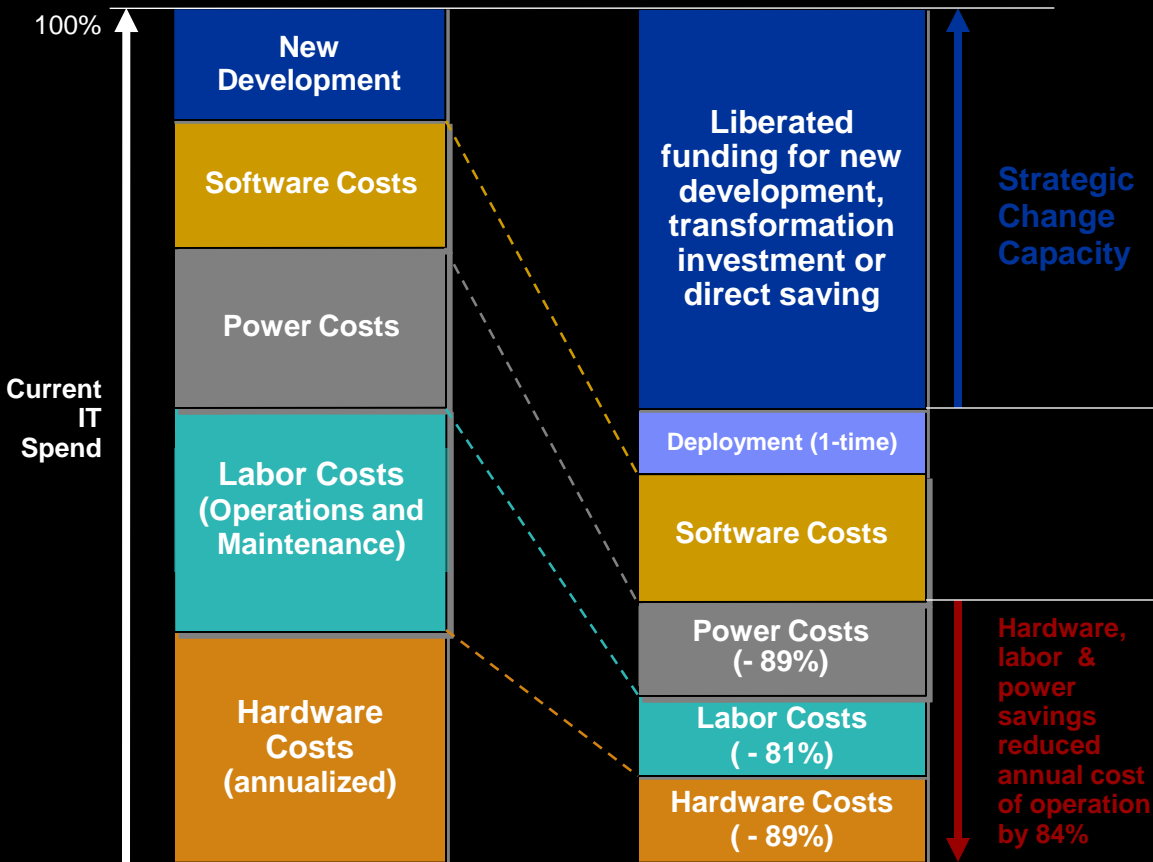 100%
Current
IT
Spend
New
Development
Software Costs
Power Costs
Labor Costs
(Operations and
Maintenance)
Hardware
Costs
(annualized)
Liberated
funding for new
development,
transformation
investment or
direct saving
Deployment (1-time)
Software Costs
Power Costs
(- 89%)
Labor Costs
( - 81%)
Hardware Costs
( - 89%)
Strategic
Change
Capacity
Hardware,
labor &
power
savings
reduced
annual cost
of operation
by 84%